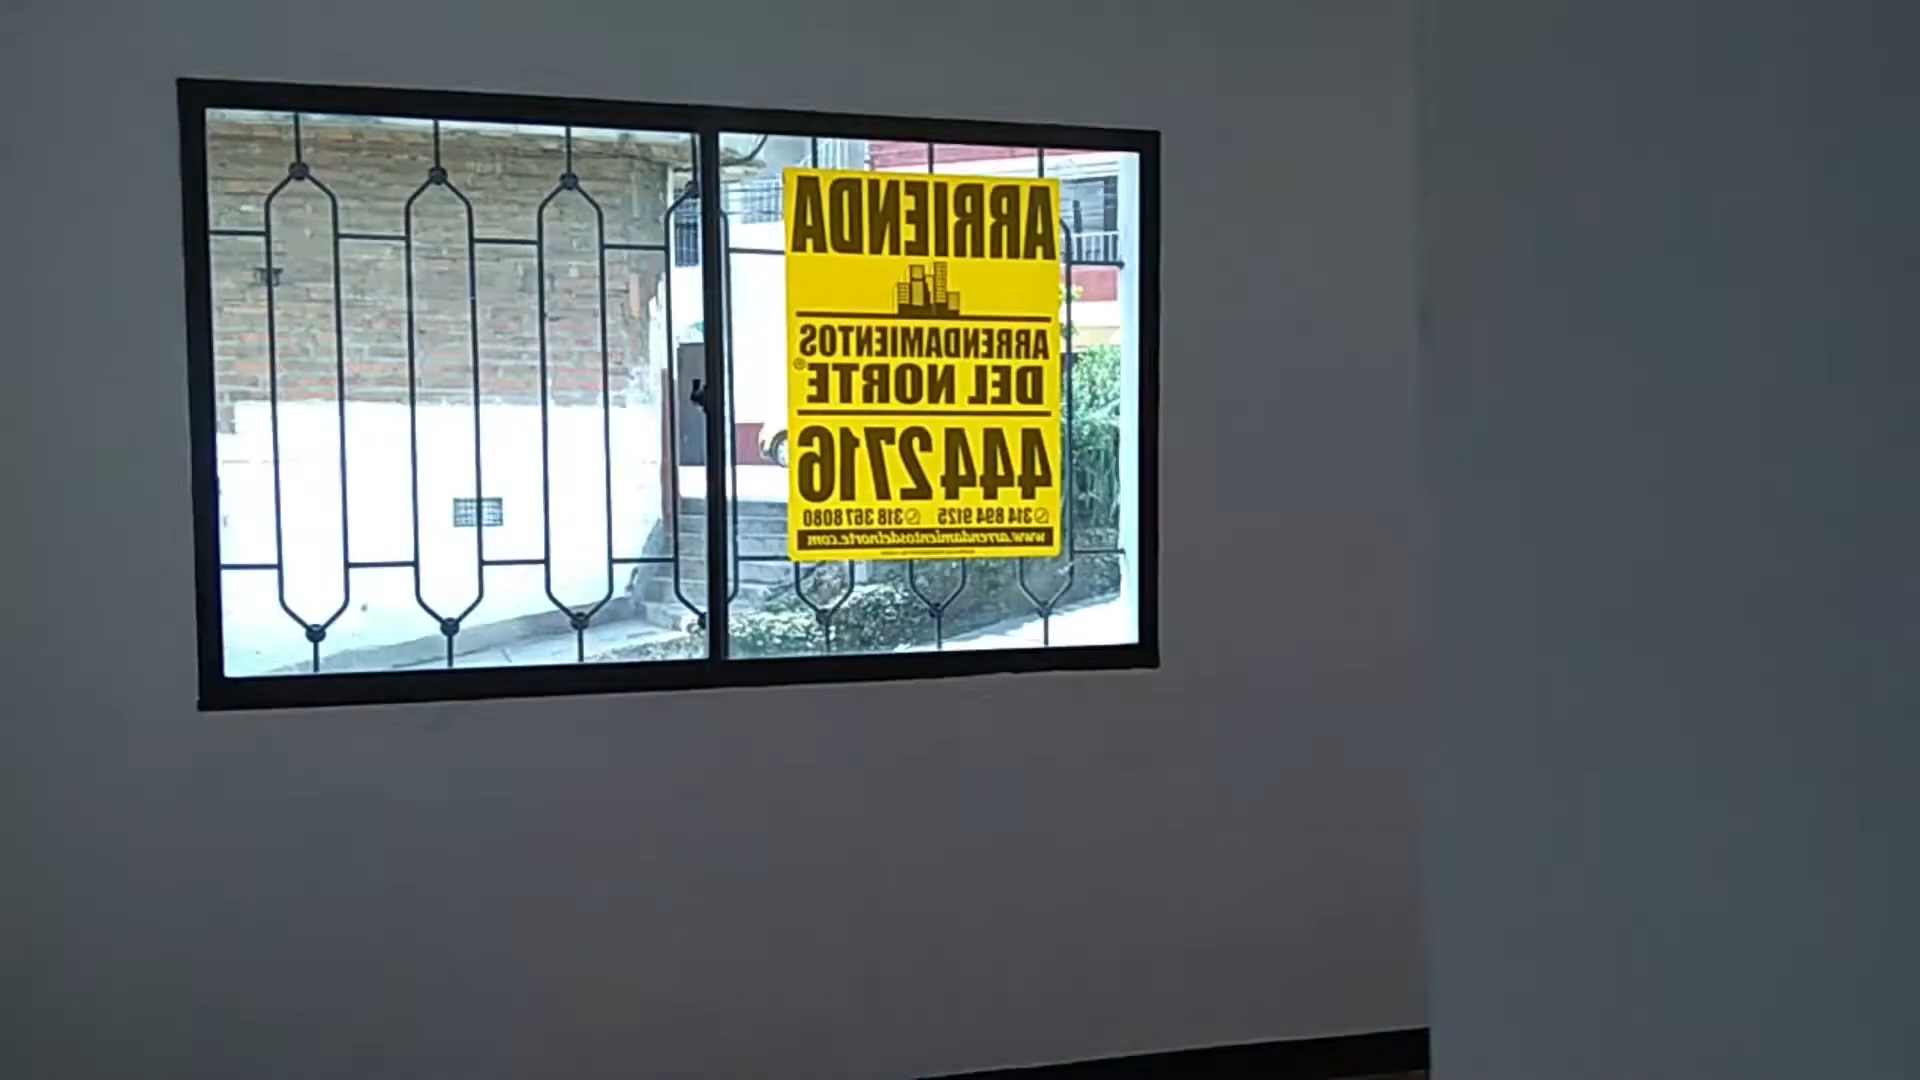 ARRIENDA
ARRENDAMIENTOS
DEL NORTE®
444 2716
314 894 9125 318 367 8080
www.arrendamientosdelnorte.com